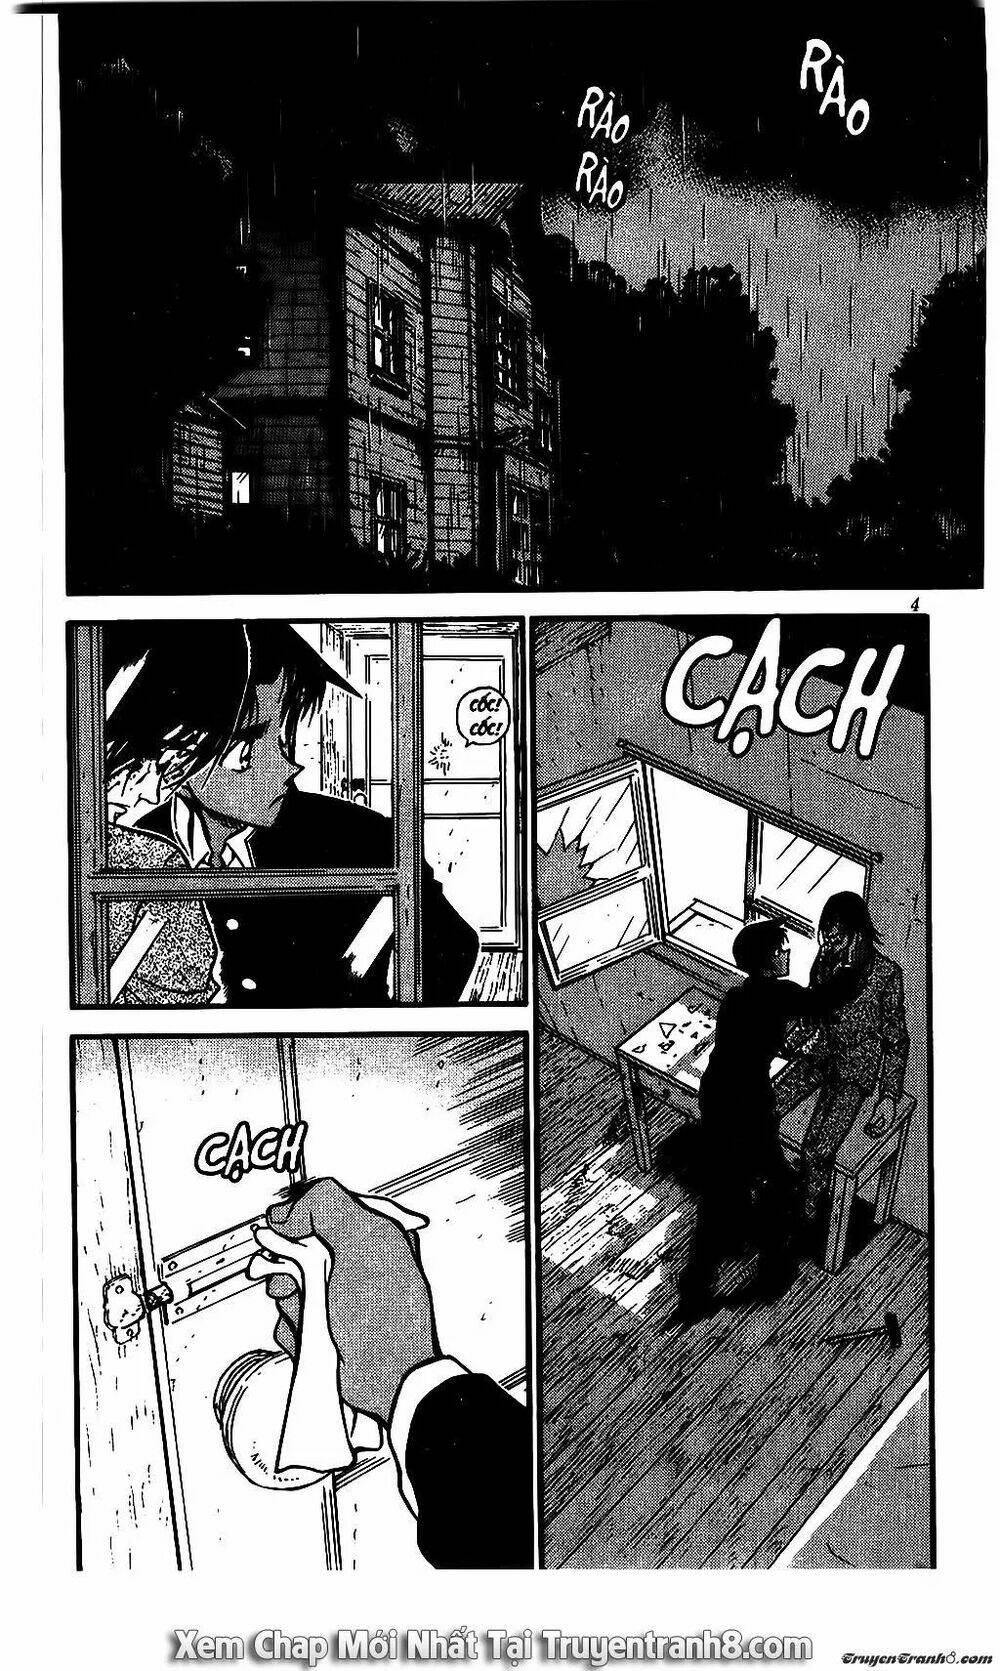 RÀO
RÀO
RÀO
4
CỐC!
CỐC!
CẠCH
CẠCH
Xem Chap Mới Nhất Tại Truyentranh8.com
TruyenTranh8.com